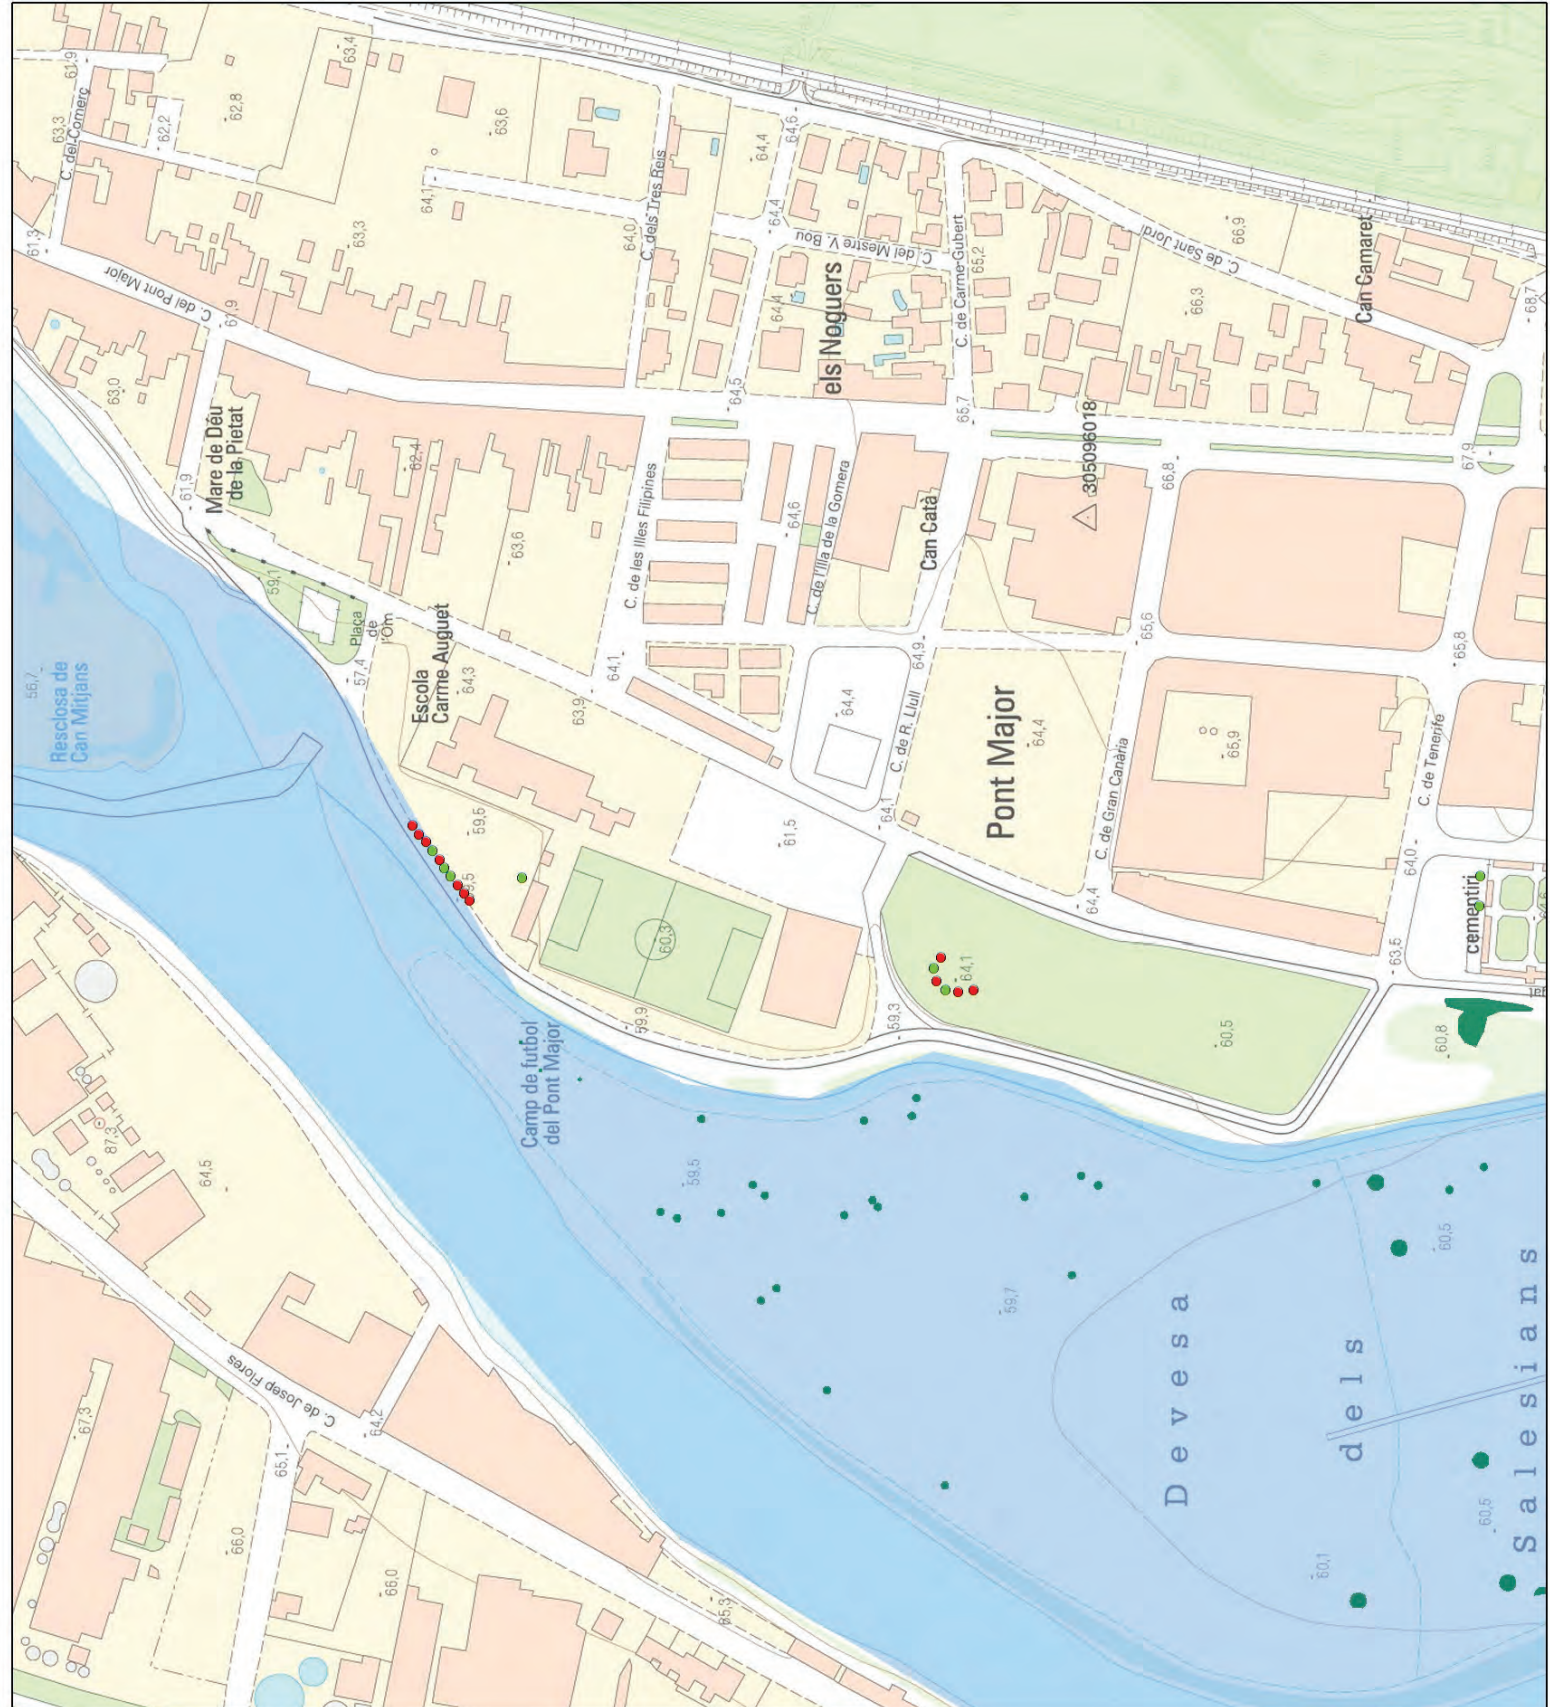 63,4
61,9
C. del Comerç
63,3
62,8
62,2
63,6
64,6
64,4
64,1
C. dels Tres Reis
64,0
64,4
61,3
63,3
C. del Pont Major
61,9
C. del Mestre V. Bou
C. de Carme Gubert
65,2
66,9
C. de Sant Jordi
Can Camaret
64,4
els Noguers
66,3
68,7
63,0
64,5
65,7
Mare de Déu
de la Pietat
62,4
61,9
305096018
66,8
67,9
C. de les Illes Filipines
64,6
C. de l'Illa de la Gomera
Can Catà
63,6
59,1
Plaça
de
l'Om
Escola
Carme Auguet
64,3
57,4
64,1
64,9
65,6
65,8
56,7
Resclosa de
Can Mitjans
63,9
64,4
C. de R. Llull
Pont Major
64,4
65,9
C. de Gran Canària
C. de Tenerife
59,5
61,5
64,1
64,0
64,4
60,3
64,1
63,5
cementiri
59,9
59,3
60,5
60,8
Camp de futbol
del Pont Major
87,3
64,5
59,5
59,7
60,5
Devesa
dels
Salesians
C. de Josep Flores
67,3
64,2
65,1
66,0
66,0
60,1
60,5
65,3